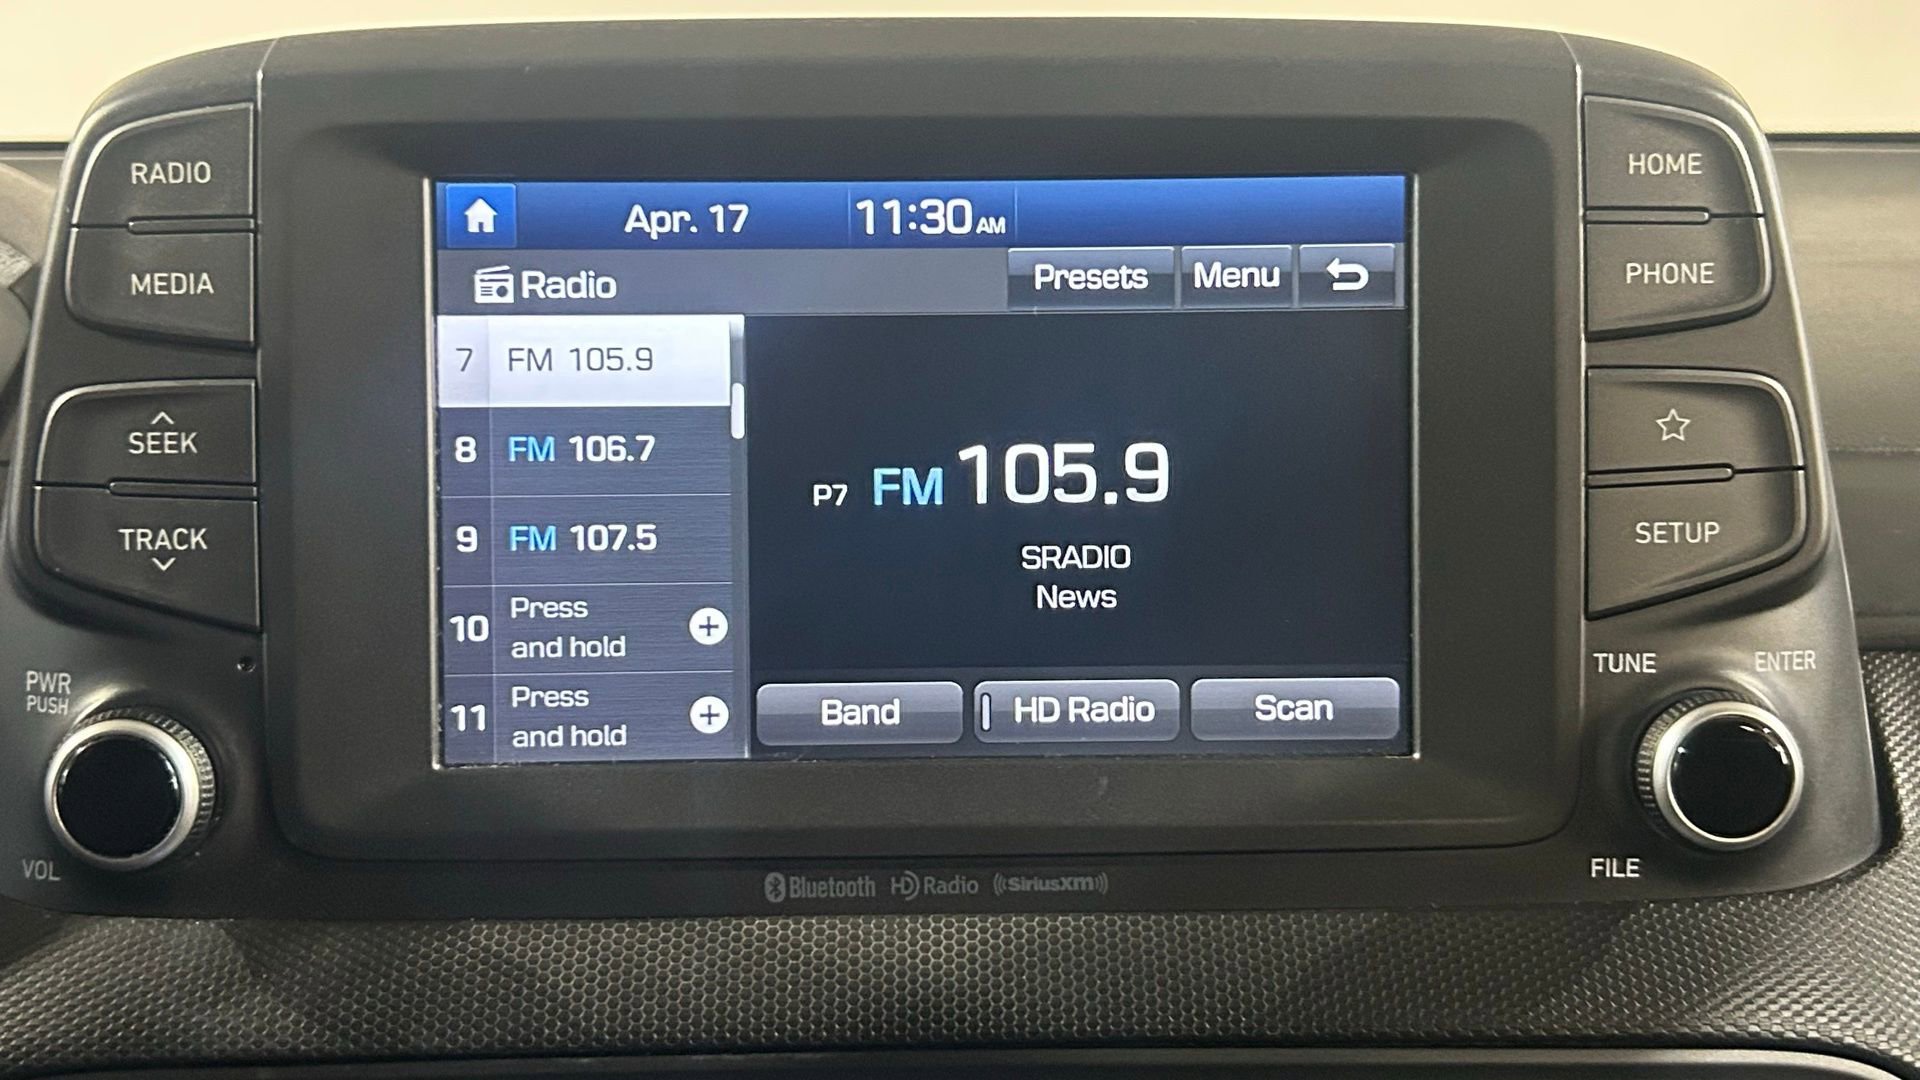 RADIO
MEDIA
SEEK
TRACK
PWR
PUSH
VOL
Apr. 17
11:30 AM
Radio
Presets
Menu
7 FM 105.9
8 FM 106.7
9 FM 107.5
10 Press
and hold
11 Press
and hold
P7 FM 105.9
SRADIO
News
Band
HD Radio
Scan
HOME
PHONE
SETUP
TUNE
ENTER
FILE
Bluetooth HD Radio ((SiriusXM))